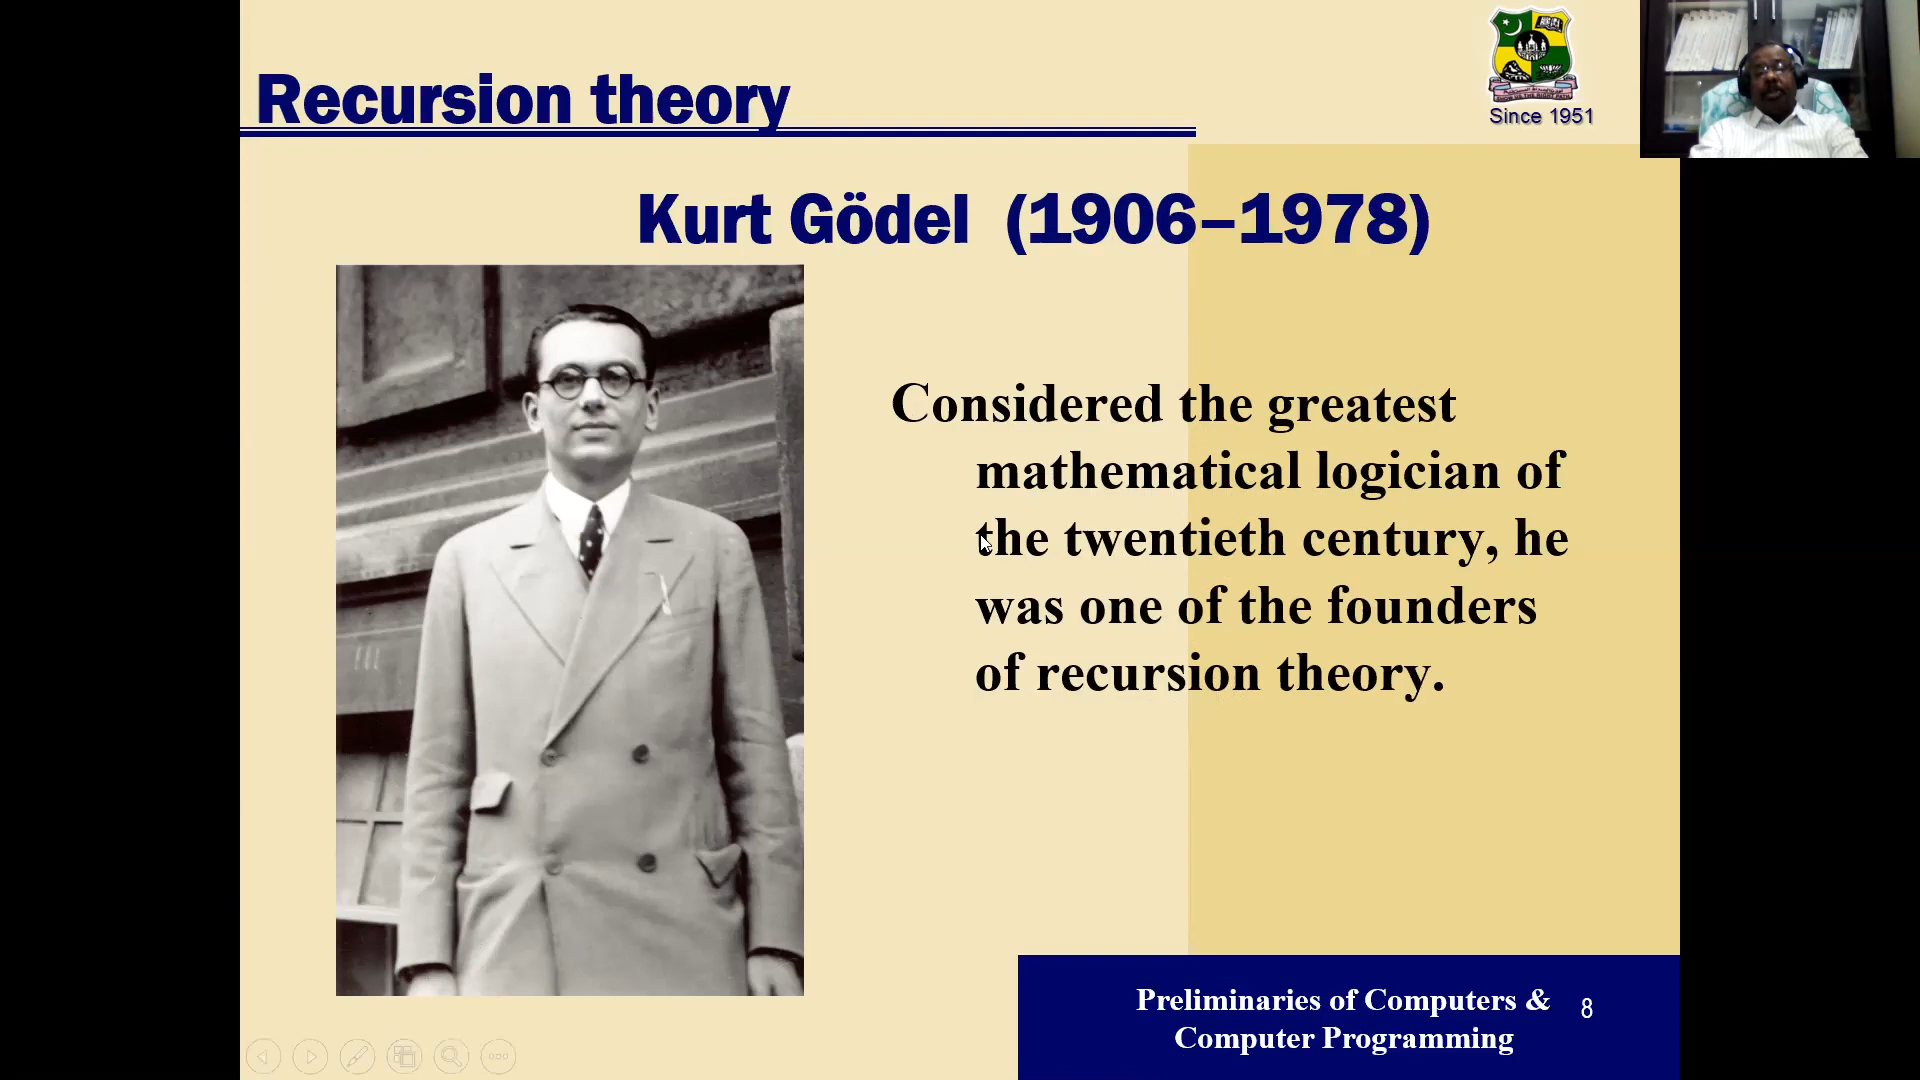 Recursion theory
Since 1951
Kurt Gödel (1906–1978)
Considered the greatest
mathematical logician of
the twentieth century, he
was one of the founders
of recursion theory.
Preliminaries of Computers &
Computer Programming
8